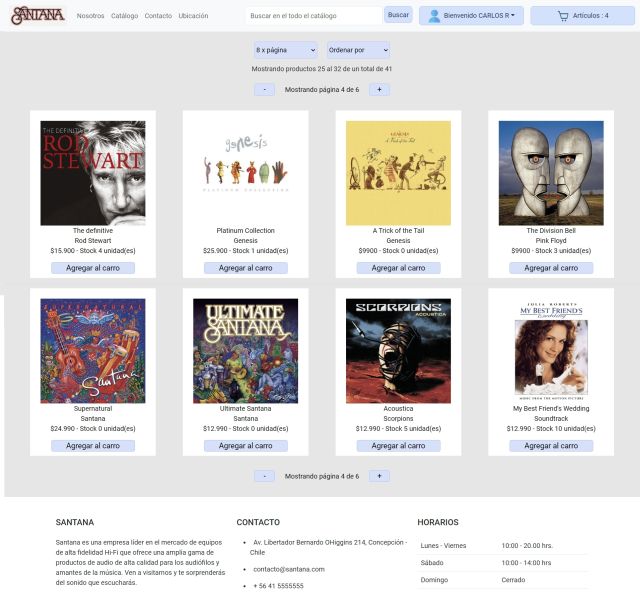 SANTANA
Nosotros Catálogo Contacto Ubicación
Buscar en el todo el catálogo
Buscar
Bienvenido CARLOS R
Artículos : 4
8 x página
Ordenar por
Mostrando productos 25 al 32 de un total de 41
- Mostrando página 4 de 6 +
THE DEFINITIVE
ROD
STEWART
The definitive
Rod Stewart
$15.900 - Stock 4 unidad(es)
Agregar al carro
genesis
PLATINUM COLLECTION
Platinum Collection
Genesis
$25.900 - Stock 1 unidad(es)
Agregar al carro
GENESIS
A Trick of the Tail
A Trick of the Tail
Genesis
$9900 - Stock 0 unidad(es)
Agregar al carro
The Division Bell
Pink Floyd
$9900 - Stock 3 unidad(es)
Agregar al carro
SUPERNATURAL
Santana
Supernatural
Santana
$24.990 - Stock 0 unidad(es)
Agregar al carro
ULTIMATE
SANTANA
Ultimate Santana
Santana
$12.990 - Stock 0 unidad(es)
Agregar al carro
SCORPIONS
ACOUSTICA
Acoustica
Scorpions
$12.990 - Stock 5 unidad(es)
Agregar al carro
JULIA ROBERTS
MY BEST FRIEND'S
Wedding
MUSIC FROM THE MOTION PICTURE
My Best Friend's Wedding
Soundtrack
$12.990 - Stock 10 unidad(es)
Agregar al carro
- Mostrando página 4 de 6 +
SANTANA
Santana es una empresa líder en el mercado de equipos
de alta fidelidad Hi-Fi que ofrece una amplia gama de
productos de audio de alta calidad para los audiófilos y
amantes de la música. Ven a visitarnos y te sorprenderás
del sonido que escucharás.
CONTACTO
• Av. Libertador Bernardo OHiggins 214, Concepción -
Chile
• contacto@santana.com
• + 56 41 5555555
HORARIOS
Lunes - Viernes 10:00 - 20.00 hrs.
Sábado 10:00 - 14:00 hrs
Domingo Cerrado